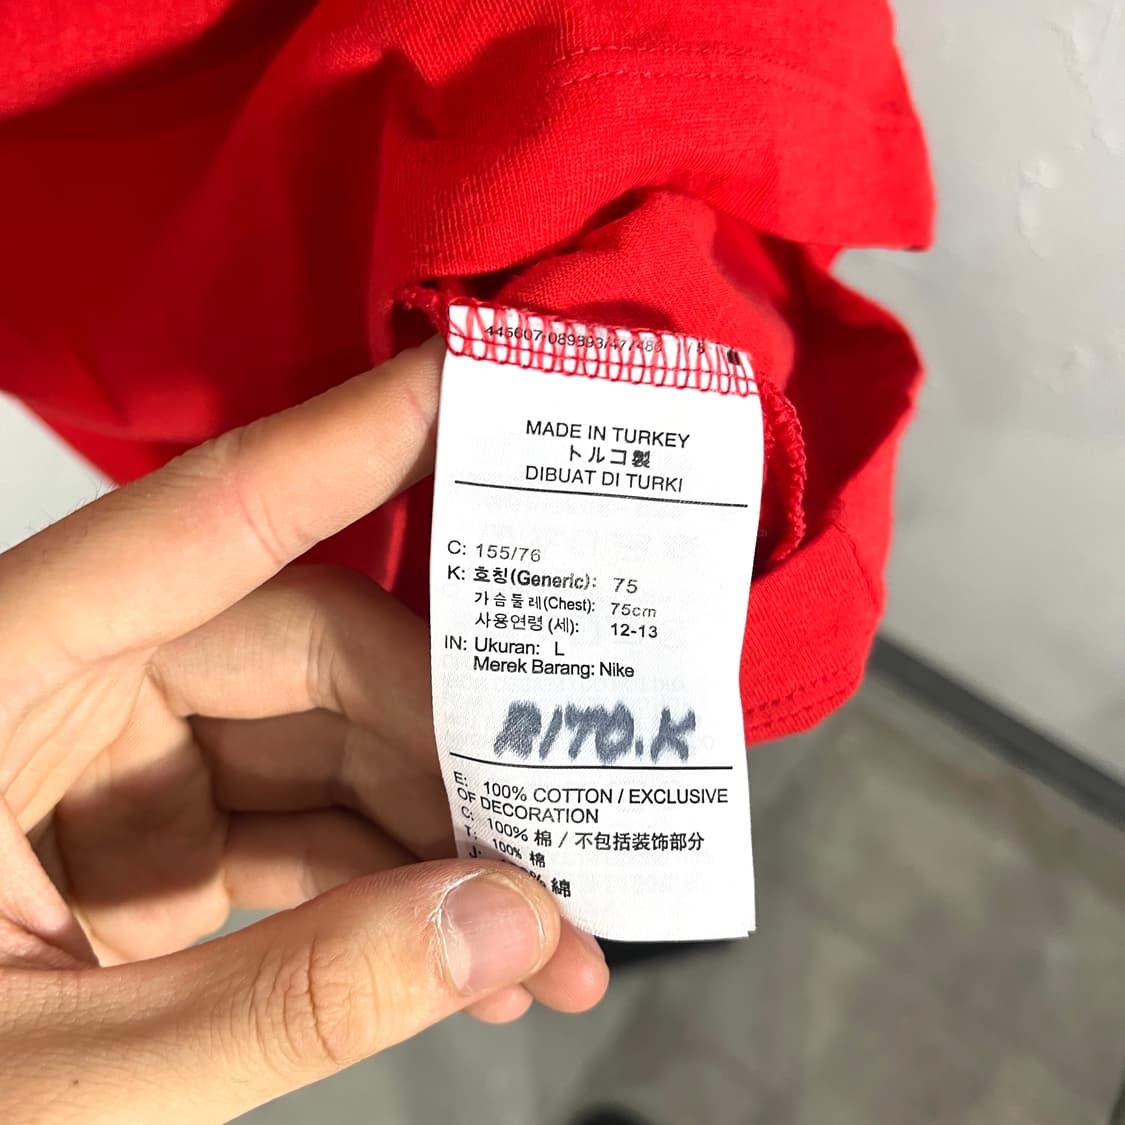 MADE IN TURKEY
トルコ製
DIBUAT DI TURKI
C: 155/76
K: 호칭(Generic): 75
가슴둘레(Chest): 75cm
사용연령(세): 12-13
IN: Ukuran: L
Merek Barang: Nike
RITO.K
E: 100% COTTON / EXCLUSIVE
OF DECORATION
C: 100% 棉 / 不包括装饰部分
T: 100% 棉
J: 綿